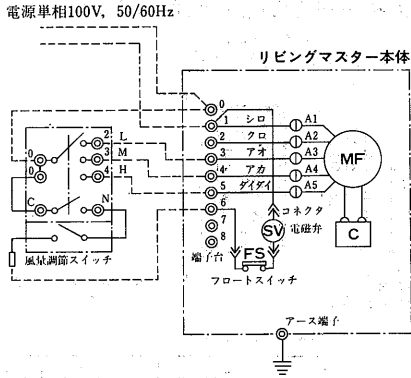 電源単相100V, 50/60Hz
リビングマスター本体
0
1 シロ A1
2 クロ A2
3 アオ A3
4 アカ A4
5 ダイダイ A5
6
7
8
端子台
MF
C
コネクタ
SV 電磁弁
FS
フロートスイッチ
2 L
3 M
4 H
0
0
C N
風量調節スイッチ
アース端子